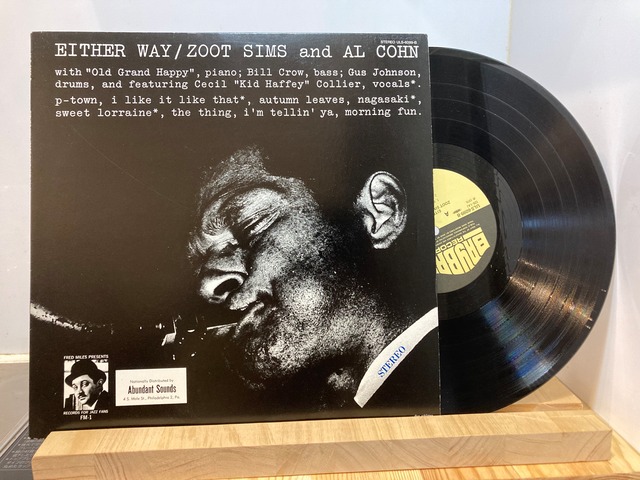 STEREO ULS-6099-B
EITHER WAY/ZOOT SIMS and AL COHN
with "Old Grand Happy", piano; Bill Crow, bass; Gus Johnson,
drums, and featuring Cecil "Kid Haffey" Collier, vocals*.
p-town, i like it like that*, autumn leaves, nagasaki*,
sweet lorraine*, the thing, i'm tellin' ya, morning fun.
STEREO
FRED MILES PRESENTS
RECORDS FOR JAZZ FANS
FM-1
Nationally Distributed by
Abundant Sounds
A
RECORD